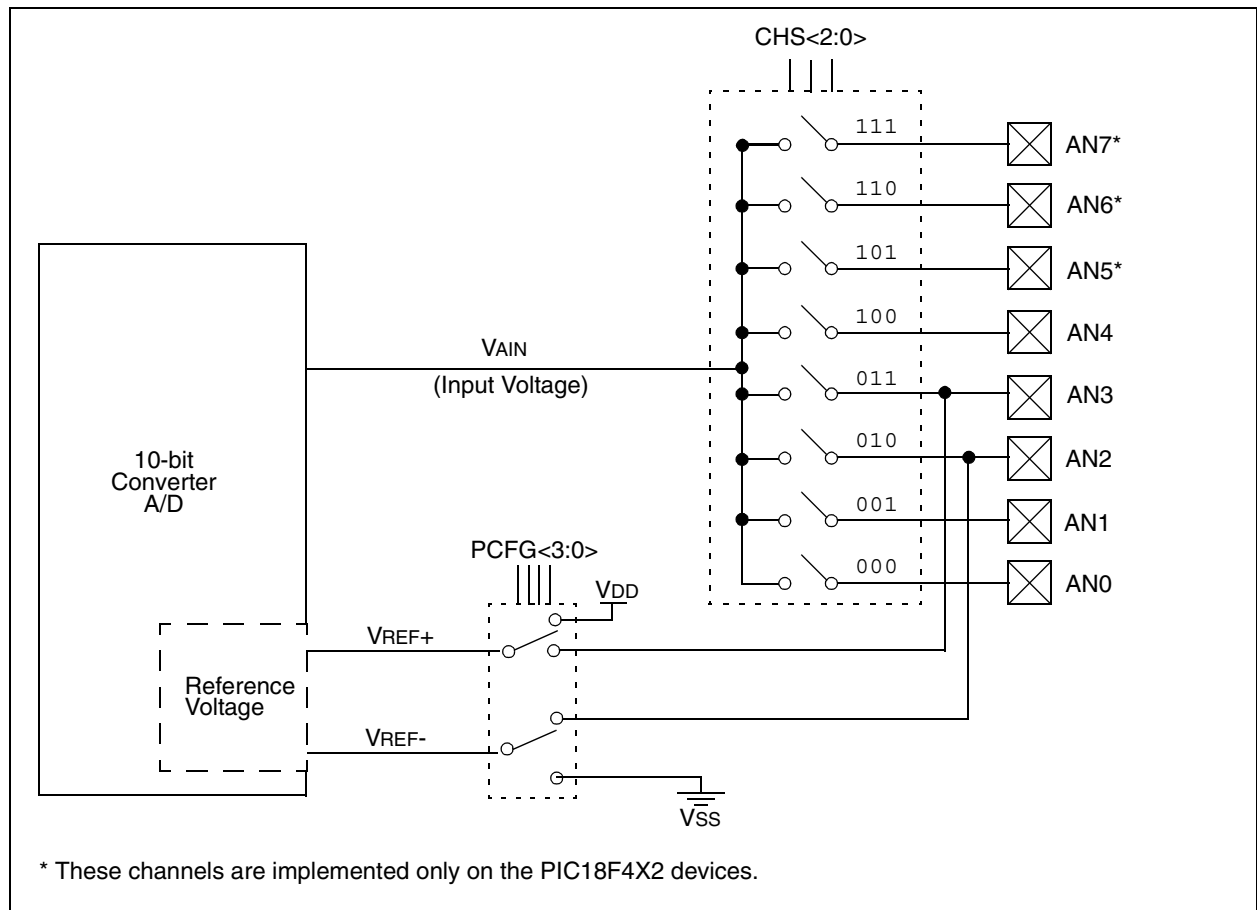 CHS<2:0>
111
AN7*
110
AN6*
101
AN5*
100
AN4
VAIN
(Input Voltage)
011
AN3
010
AN2
10-bit
Converter
A/D
001
AN1
PCFG<3:0>
000
AN0
VDD
VREF+
Reference
Voltage
VREF-
VSS
* These channels are implemented only on the PIC18F4X2 devices.